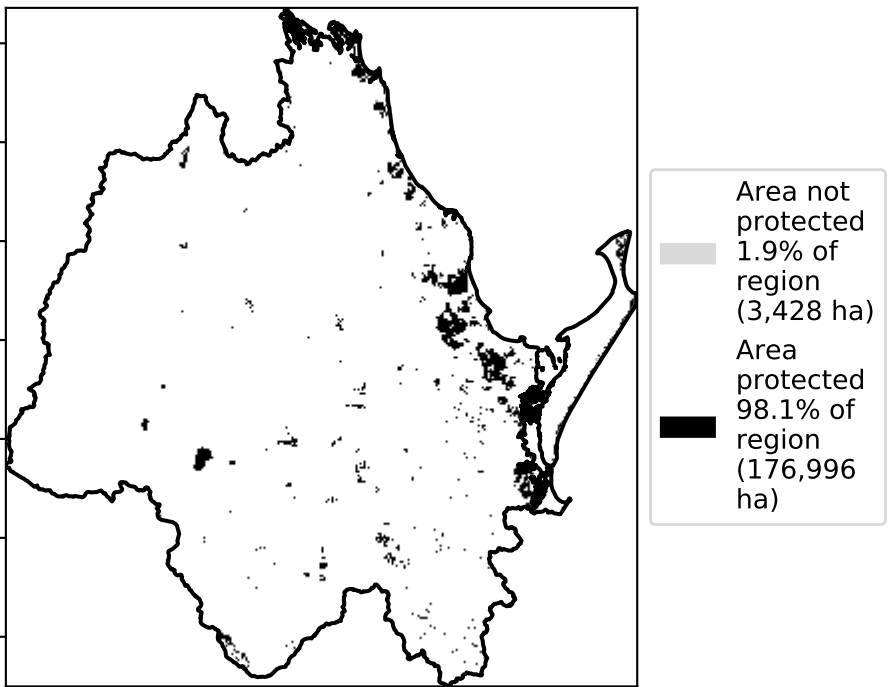 Area not
protected
1.9% of
region
(3,428 ha)
Area
protected
98.1% of
region
(176,996
ha)